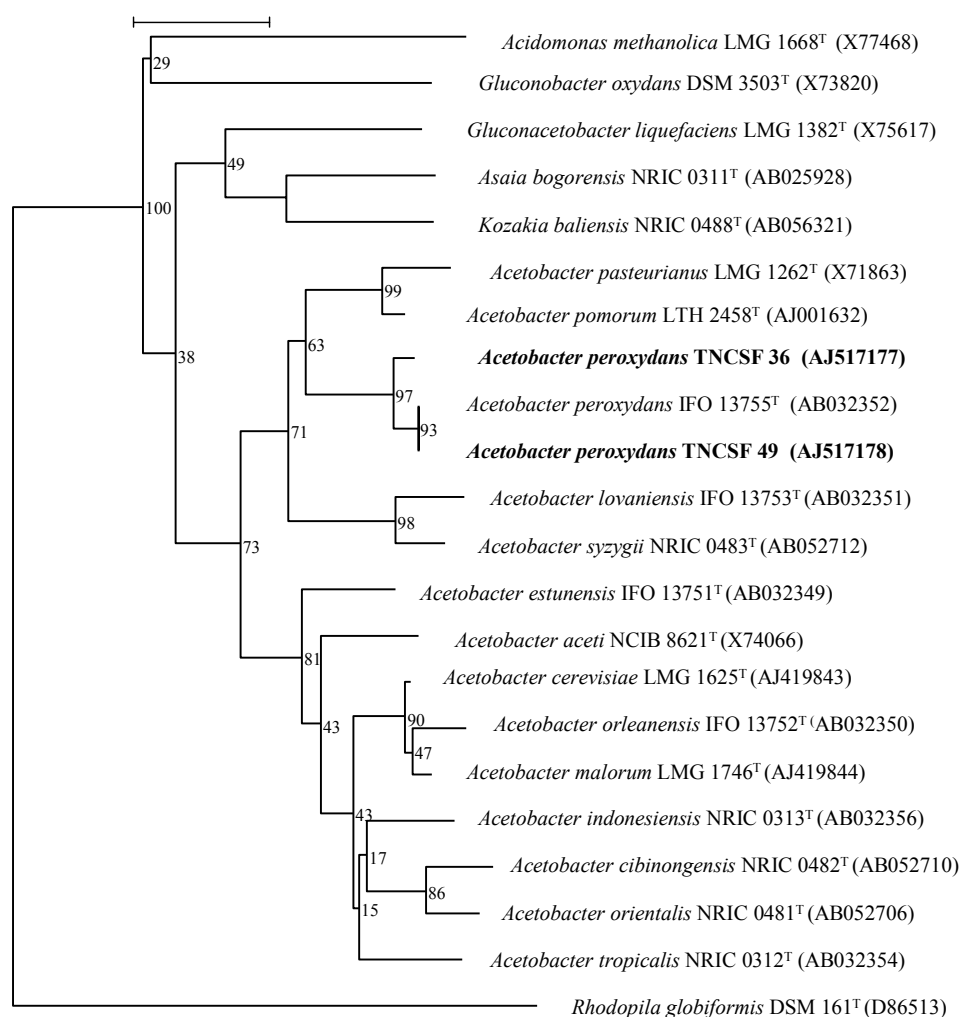 Acidomonas methanolica LMG 1668ᵀ (X77468)
29
Gluconobacter oxydans DSM 3503ᵀ (X73820)
Gluconacetobacter liquefaciens LMG 1382ᵀ (X75617)
49
Asaia bogorensis NRIC 0311ᵀ (AB025928)
100
Kozakia baliensis NRIC 0488ᵀ (AB056321)
Acetobacter pasteurianus LMG 1262ᵀ (X71863)
99
Acetobacter pomorum LTH 2458ᵀ (AJ001632)
63
38
Acetobacter peroxydans TNCSF 36 (AJ517177)
97
Acetobacter peroxydans IFO 13755ᵀ (AB032352)
93
71
Acetobacter peroxydans TNCSF 49 (AJ517178)
Acetobacter lovaniensis IFO 13753ᵀ (AB032351)
98
73
Acetobacter syzygii NRIC 0483ᵀ (AB052712)
Acetobacter estunensis IFO 13751ᵀ (AB032349)
Acetobacter aceti NCIB 8621ᵀ (X74066)
81
Acetobacter cerevisiae LMG 1625ᵀ (AJ419843)
90
43
Acetobacter orleanensis IFO 13752ᵀ (AB032350)
47
Acetobacter malorum LMG 1746ᵀ (AJ419844)
43
Acetobacter indonesiensis NRIC 0313ᵀ (AB032356)
17
Acetobacter cibinongensis NRIC 0482ᵀ (AB052710)
86
15
Acetobacter orientalis NRIC 0481ᵀ (AB052706)
Acetobacter tropicalis NRIC 0312ᵀ (AB032354)
Rhodopila globiformis DSM 161ᵀ (D86513)